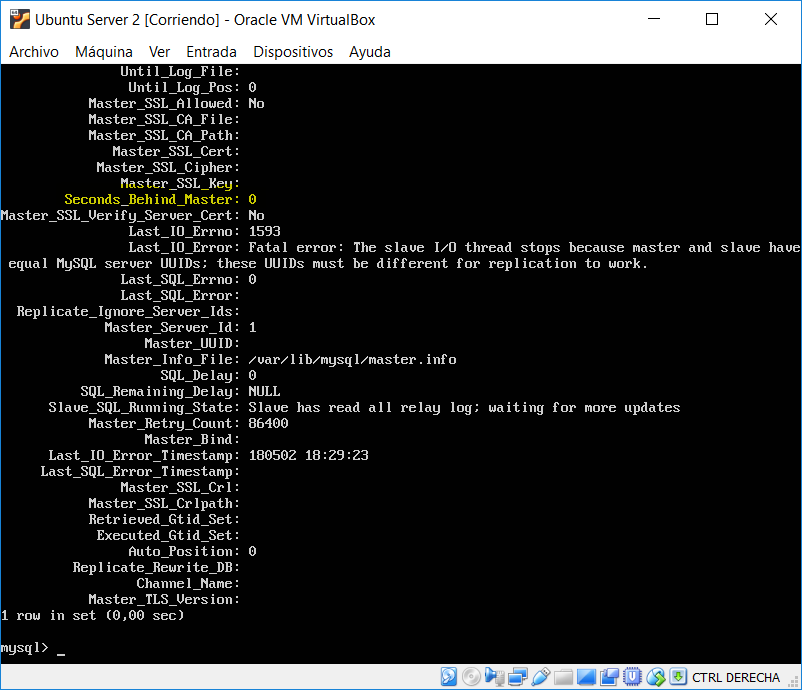 Ubuntu Server 2 [Corriendo] - Oracle VM VirtualBox
Archivo Máquina Ver Entrada Dispositivos Ayuda
Until_Log_File:
Until_Log_Pos: 0
Master_SSL_Allowed: No
Master_SSL_CA_File:
Master_SSL_CA_Path:
Master_SSL_Cert:
Master_SSL_Cipher:
Master_SSL_Key:
Seconds_Behind_Master: 0
Master_SSL_Verify_Server_Cert: No
Last_IO_Errno: 1593
Last_IO_Error: Fatal error: The slave I/O thread stops because master and slave have
equal MySQL server UUIDs; these UUIDs must be different for replication to work.
Last_SQL_Errno: 0
Last_SQL_Error:
Replicate_Ignore_Server_Ids:
Master_Server_Id: 1
Master_UUID:
Master_Info_File: /var/lib/mysql/master.info
SQL_Delay: 0
SQL_Remaining_Delay: NULL
Slave_SQL_Running_State: Slave has read all relay log; waiting for more updates
Master_Retry_Count: 86400
Master_Bind:
Last_IO_Error_Timestamp: 180502 18:29:23
Last_SQL_Error_Timestamp:
Master_SSL_Crl:
Master_SSL_Crlpath:
Retrieved_Gtid_Set:
Executed_Gtid_Set:
Auto_Position: 0
Replicate_Rewrite_DB:
Channel_Name:
Master_TLS_Version:
1 row in set (0,00 sec)
mysql> _
CTRL DERECHA